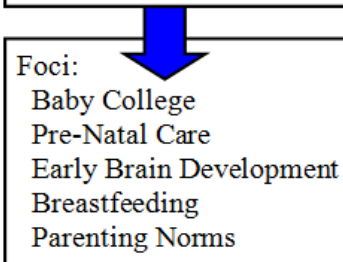 Foci:
Baby College
Pre-Natal Care
Early Brain Development
Breastfeeding
Parenting Norms